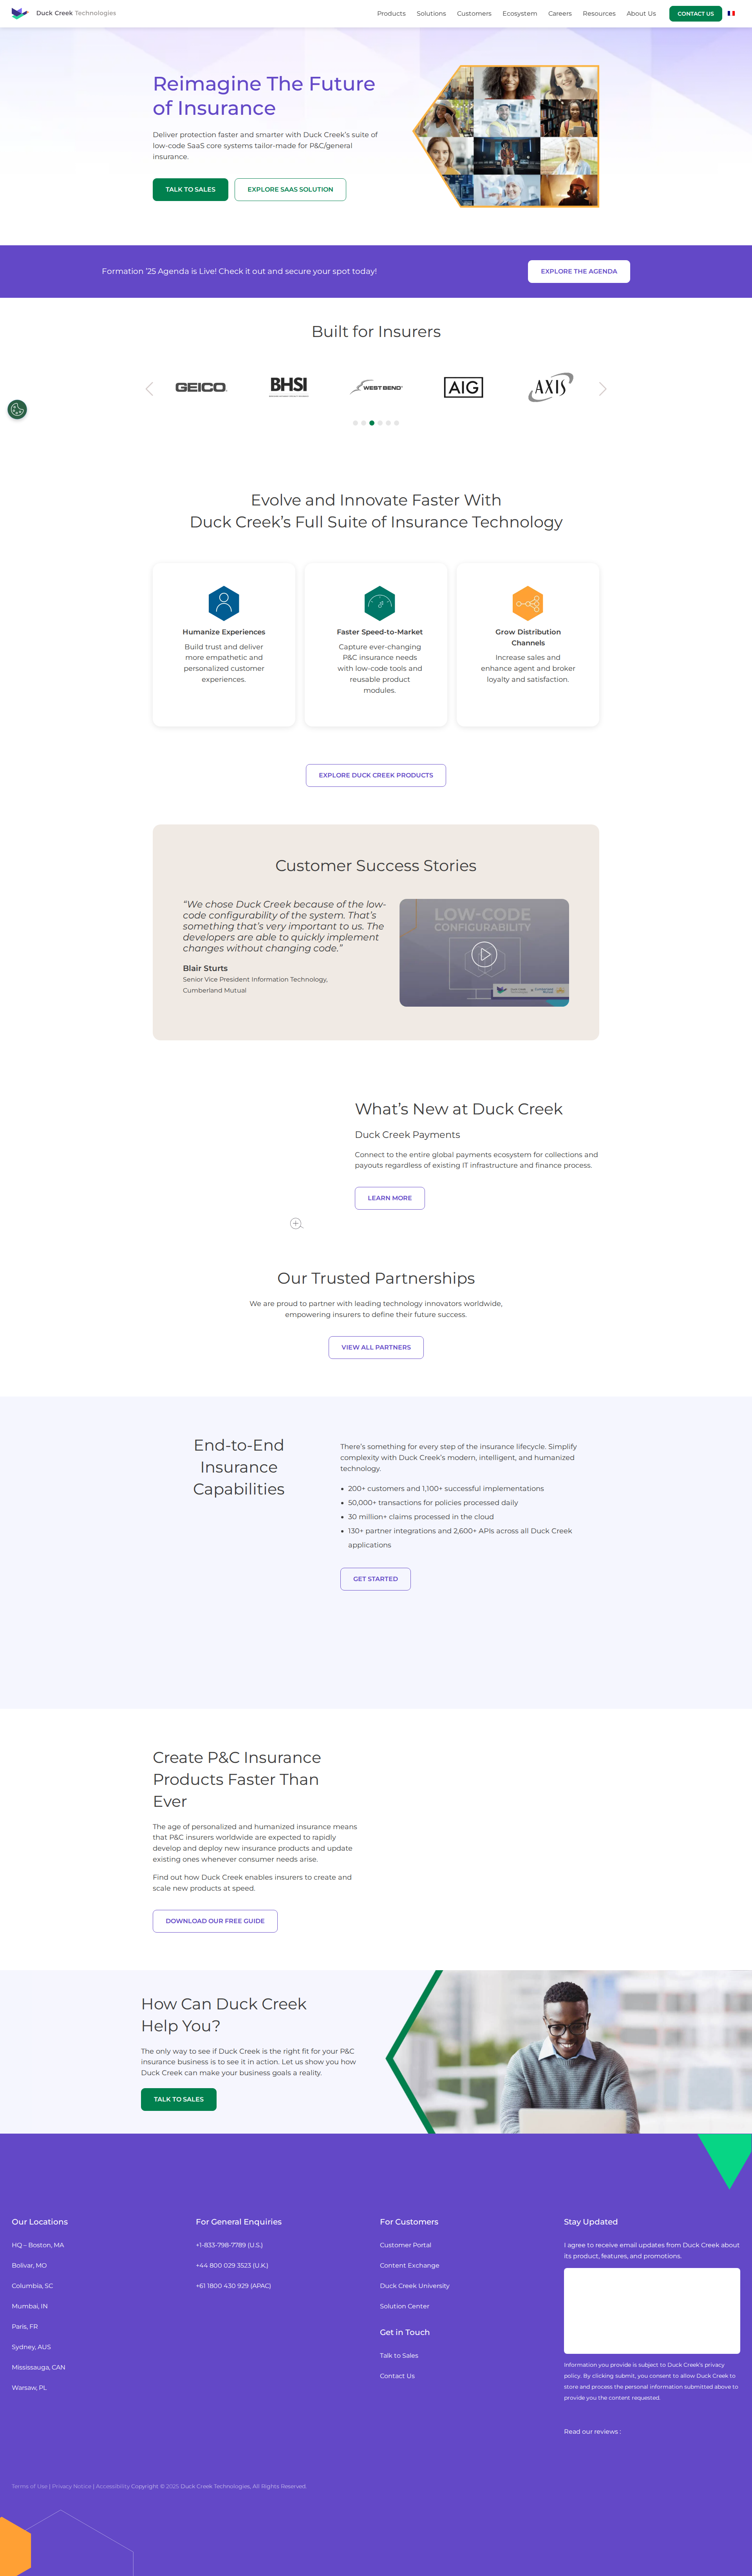 Duck Creek Technologies
Products Solutions Customers Ecosystem Careers Resources About Us CONTACT US
Reimagine The Future
of Insurance
Deliver protection faster and smarter with Duck Creek’s suite of
low-code SaaS core systems tailor-made for P&C/general
insurance.
TALK TO SALES EXPLORE SAAS SOLUTION
Formation ’25 Agenda is Live! Check it out and secure your spot today! EXPLORE THE AGENDA
Built for Insurers
GEICO BHSI WEST BEND AIG AXIS
Evolve and Innovate Faster With
Duck Creek’s Full Suite of Insurance Technology
Humanize Experiences
Build trust and deliver
more empathetic and
personalized customer
experiences.
Faster Speed-to-Market
Capture ever-changing
P&C insurance needs
with low-code tools and
reusable product
modules.
Grow Distribution
Channels
Increase sales and
enhance agent and broker
loyalty and satisfaction.
EXPLORE DUCK CREEK PRODUCTS
Customer Success Stories
“We chose Duck Creek because of the low-
code configurability of the system. That’s
something that’s very important to us. The
developers are able to quickly implement
changes without changing code.”
Blair Sturts
Senior Vice President Information Technology,
Cumberland Mutual
LOW-CODE
CONFIGURABILITY
What’s New at Duck Creek
Duck Creek Payments
Connect to the entire global payments ecosystem for collections and
payouts regardless of existing IT infrastructure and finance process.
LEARN MORE
Our Trusted Partnerships
We are proud to partner with leading technology innovators worldwide,
empowering insurers to define their future success.
VIEW ALL PARTNERS
End-to-End
Insurance
Capabilities
There’s something for every step of the insurance lifecycle. Simplify
complexity with Duck Creek’s modern, intelligent, and humanized
technology.
• 200+ customers and 1,100+ successful implementations
• 50,000+ transactions for policies processed daily
• 30 million+ claims processed in the cloud
• 130+ partner integrations and 2,600+ APIs across all Duck Creek
applications
GET STARTED
Create P&C Insurance
Products Faster Than
Ever
The age of personalized and humanized insurance means
that P&C insurers worldwide are expected to rapidly
develop and deploy new insurance products and update
existing ones whenever consumer needs arise.
Find out how Duck Creek enables insurers to create and
scale new products at speed.
DOWNLOAD OUR FREE GUIDE
How Can Duck Creek
Help You?
The only way to see if Duck Creek is the right fit for your P&C
insurance business is to see it in action. Let us show you how
Duck Creek can make your business goals a reality.
TALK TO SALES
Our Locations
HQ – Boston, MA
Bolivar, MO
Columbia, SC
Mumbai, IN
Paris, FR
Sydney, AUS
Mississauga, CAN
Warsaw, PL
For General Enquiries
+1-833-798-7789 (U.S.)
+44 800 029 3523 (U.K.)
+61 1800 430 929 (APAC)
For Customers
Customer Portal
Content Exchange
Duck Creek University
Solution Center
Get in Touch
Talk to Sales
Contact Us
Stay Updated
I agree to receive email updates from Duck Creek about
its product, features, and promotions.
Information you provide is subject to Duck Creek’s privacy
policy. By clicking submit, you consent to allow Duck Creek to
store and process the personal information submitted above to
provide you the content requested.
Read our reviews :
Terms of Use | Privacy Notice | Accessibility Copyright © 2025 Duck Creek Technologies, All Rights Reserved.